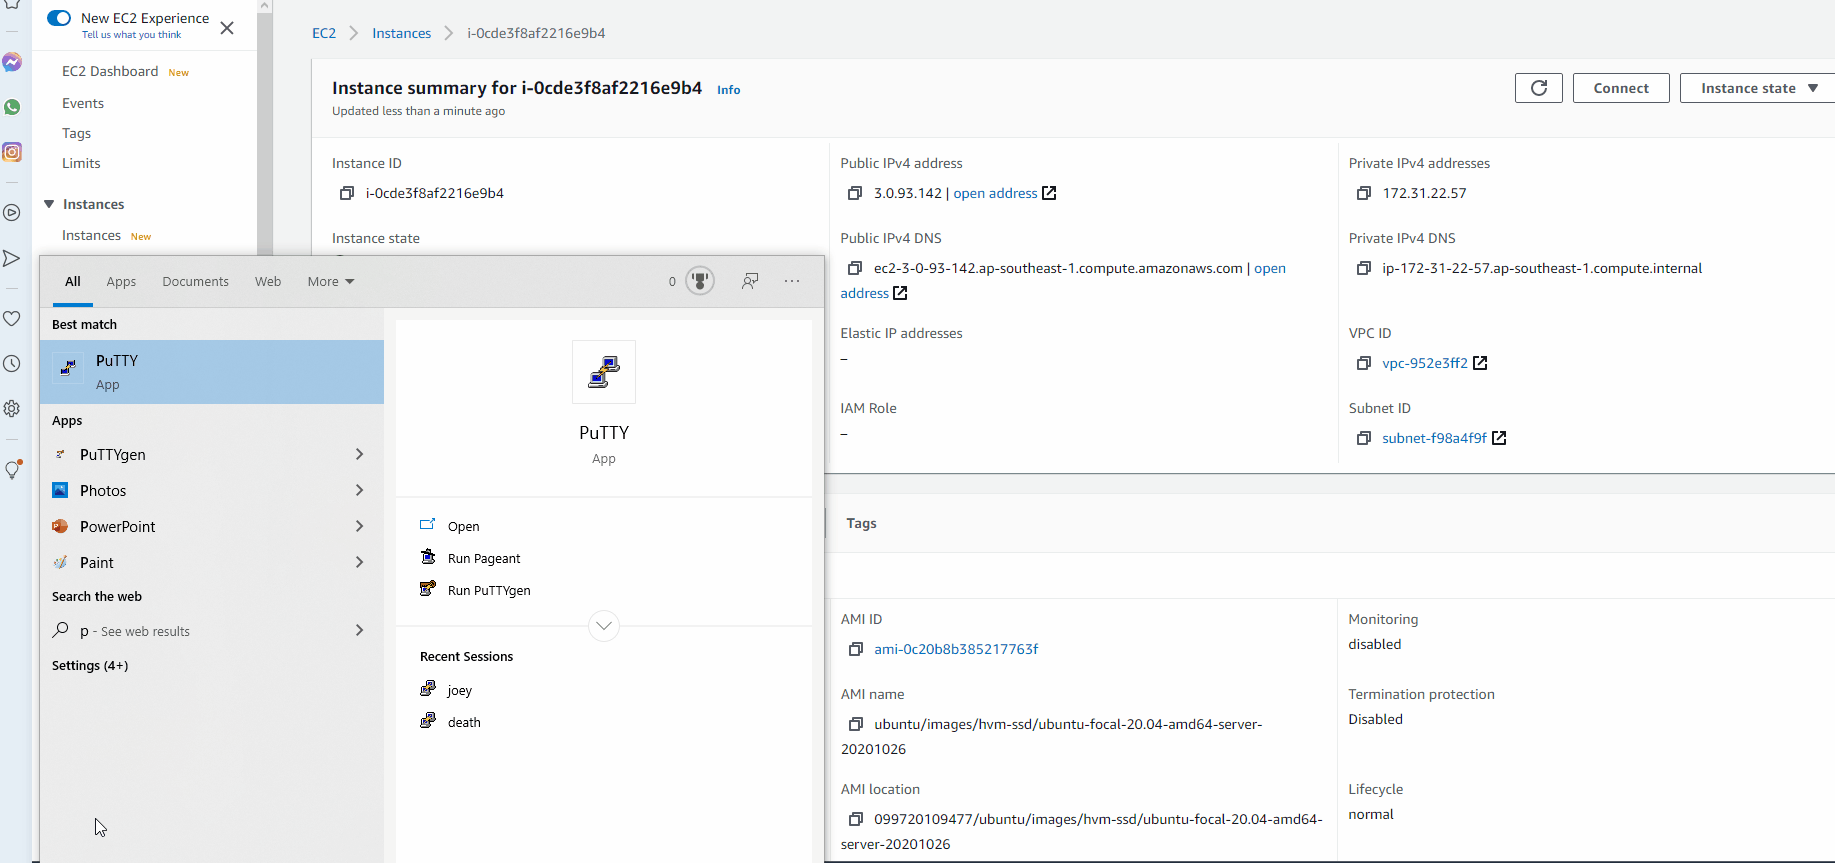 New EC2 Experience
Tell us what you think
EC2 Dashboard New
Events
Tags
Limits
Instances
Instances New
EC2 > Instances > i-0cde3f8af2216e9b4
Instance summary for i-0cde3f8af2216e9b4 Info
Updated less than a minute ago
Connect
Instance state
Instance ID
i-0cde3f8af2216e9b4
Instance state
Public IPv4 address
3.0.93.142 | open address
Public IPv4 DNS
ec2-3-0-93-142.ap-southeast-1.compute.amazonaws.com | open
address
Elastic IP addresses
–
IAM Role
–
Private IPv4 addresses
172.31.22.57
Private IPv4 DNS
ip-172-31-22-57.ap-southeast-1.compute.internal
VPC ID
vpc-952e3ff2
Subnet ID
subnet-f98a4f9f
All Apps Documents Web More
0
Best match
PuTTY
App
Apps
PuTTYgen
Photos
PowerPoint
Paint
Search the web
p - See web results
Settings (4+)
PuTTY
App
Open
Run Pageant
Run PuTTYgen
Recent Sessions
joey
death
Tags
AMI ID
ami-0c20b8b385217763f
AMI name
ubuntu/images/hvm-ssd/ubuntu-focal-20.04-amd64-server-
20201026
AMI location
099720109477/ubuntu/images/hvm-ssd/ubuntu-focal-20.04-amd64-
server-20201026
Monitoring
disabled
Termination protection
Disabled
Lifecycle
normal